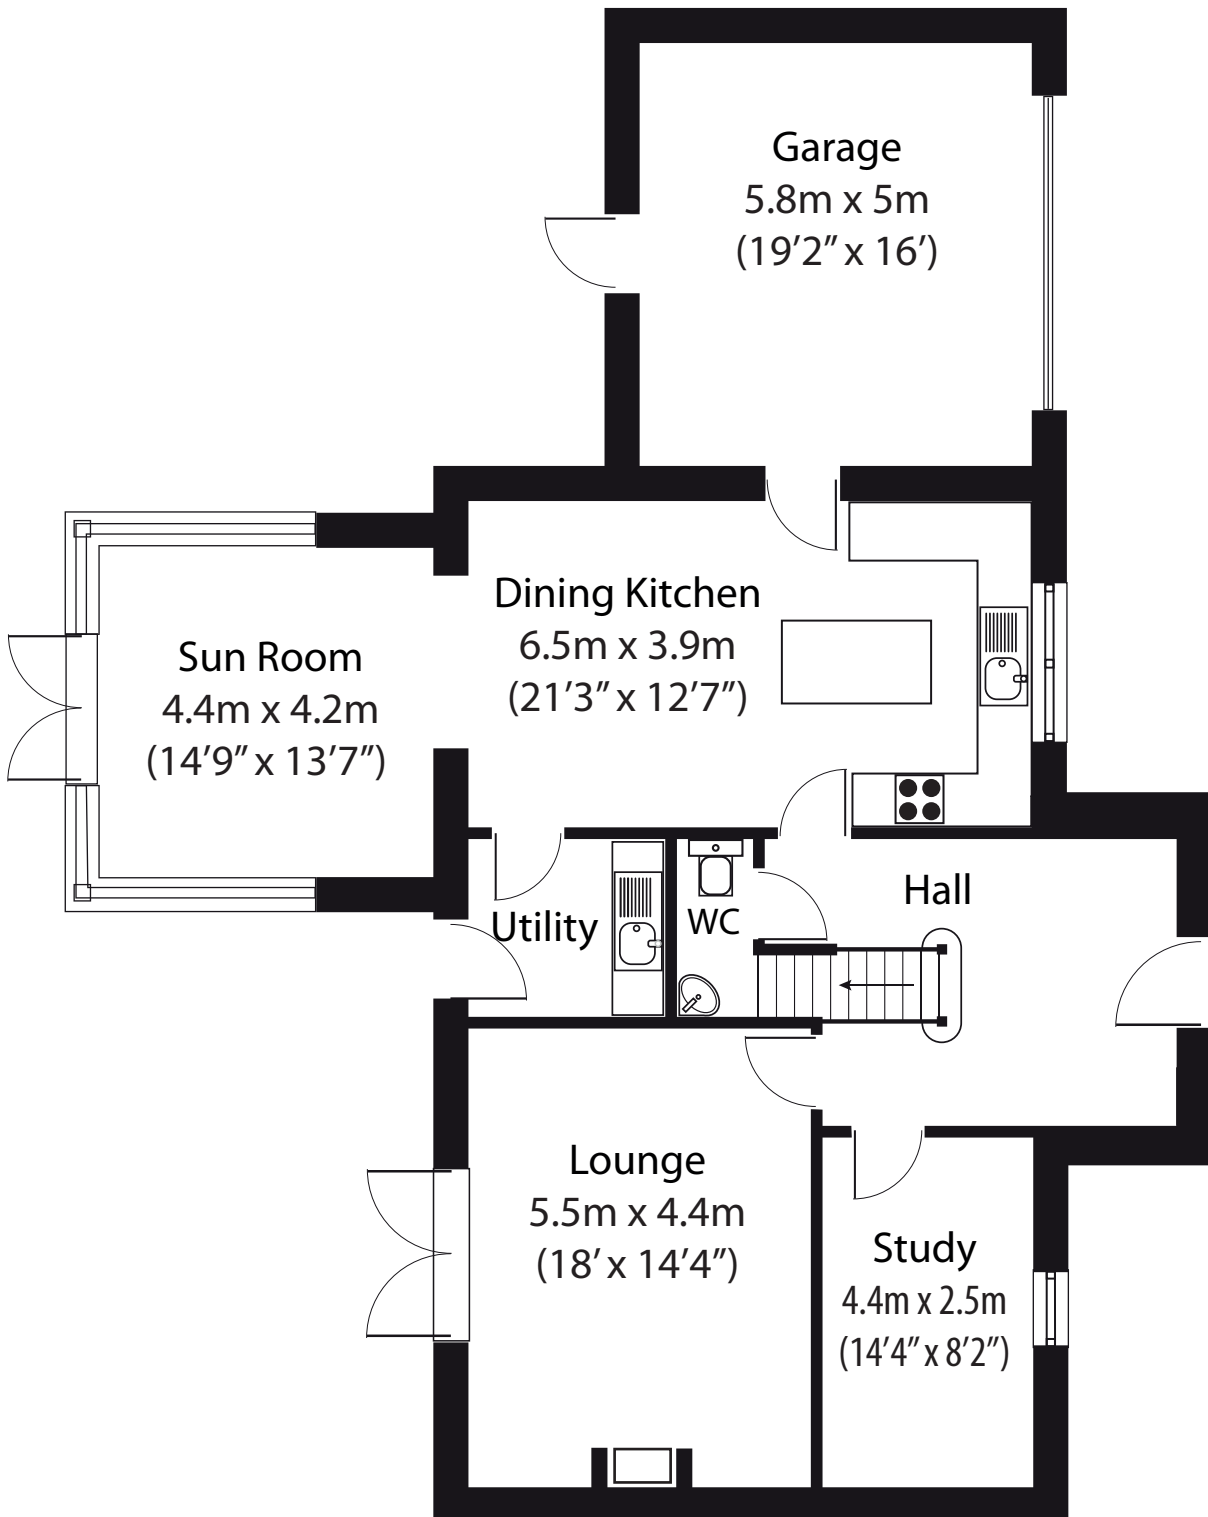 Garage
5.8m x 5m
(19’2” x 16’)
Dining Kitchen
6.5m x 3.9m
(21’3” x 12’7”)
Sun Room
4.4m x 4.2m
(14’9” x 13’7”)
Hall
Utility
WC
Lounge
5.5m x 4.4m
(18’ x 14’4”)
Study
4.4m x 2.5m
(14’4” x 8’2”)